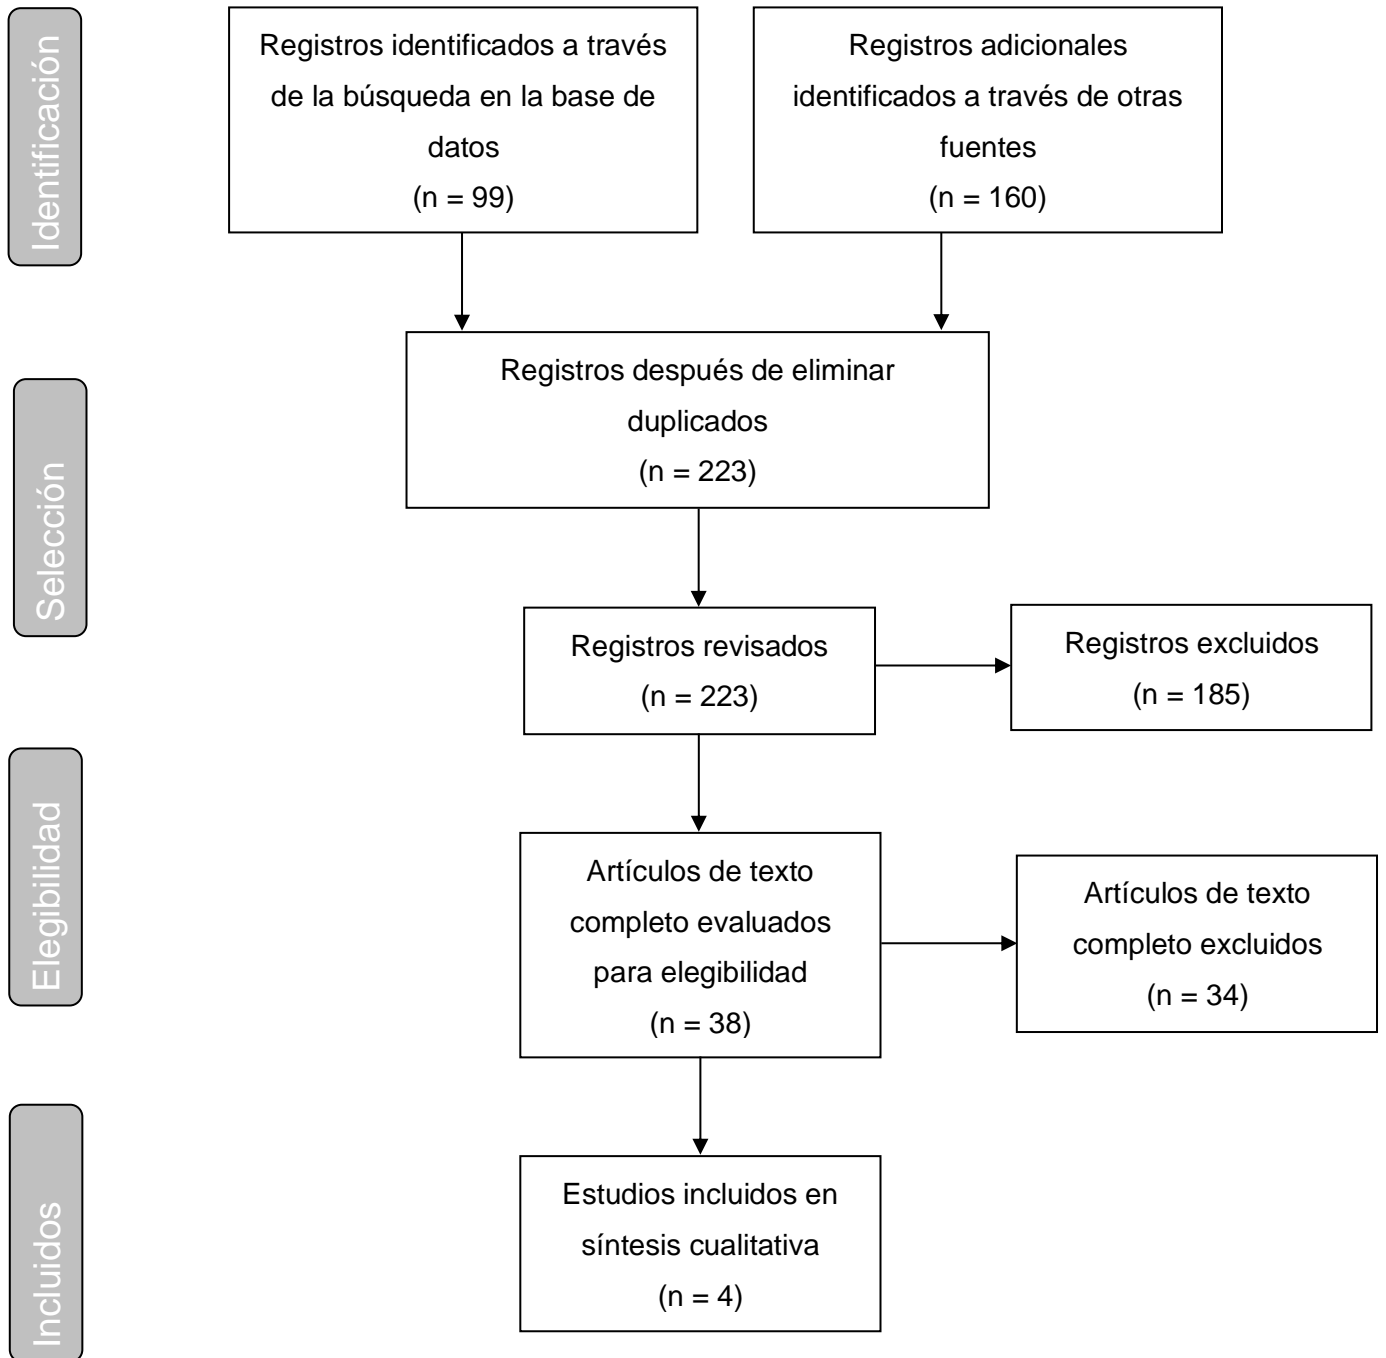 Identificación
Registros identificados a través
de la búsqueda en la base de
datos
(n = 99)
Registros adicionales
identificados a través de otras
fuentes
(n = 160)
Selección
Registros después de eliminar
duplicados
(n = 223)
Registros revisados
(n = 223)
Registros excluidos
(n = 185)
Elegibilidad
Artículos de texto
completo evaluados
para elegibilidad
(n = 38)
Artículos de texto
completo excluidos
(n = 34)
Incluidos
Estudios incluidos en
síntesis cualitativa
(n = 4)